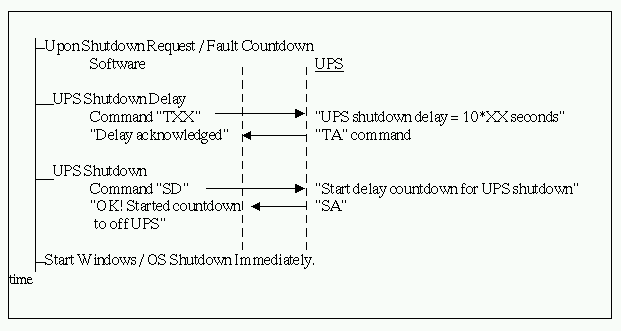 Upon Shutdown Request / Fault Countdown
Software UPS
UPS Shutdown Delay
Command "TXX" "UPS shutdown delay = 10*XX seconds"
"Delay acknowledged" "TA" command
UPS Shutdown
Command "SD" "Start delay countdown for UPS shutdown"
"OK! Started countdown "SA"
to off UPS"
Start Windows / OS Shutdown Immediately.
time